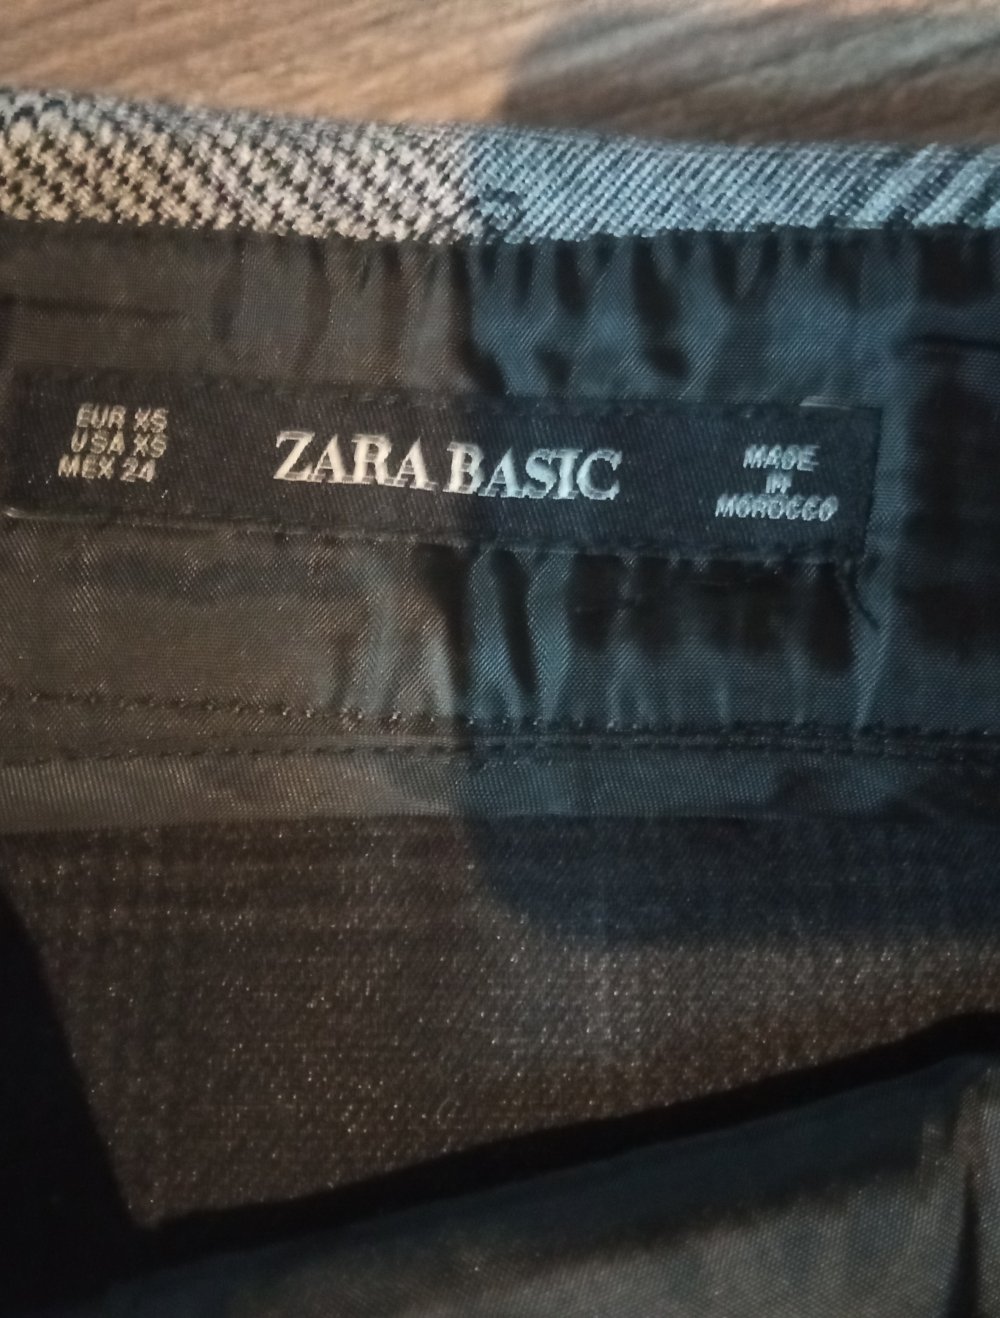 EUR XS
USA XS
MEX 24
ZARA BASIC
MADE
IN
MOROCCO